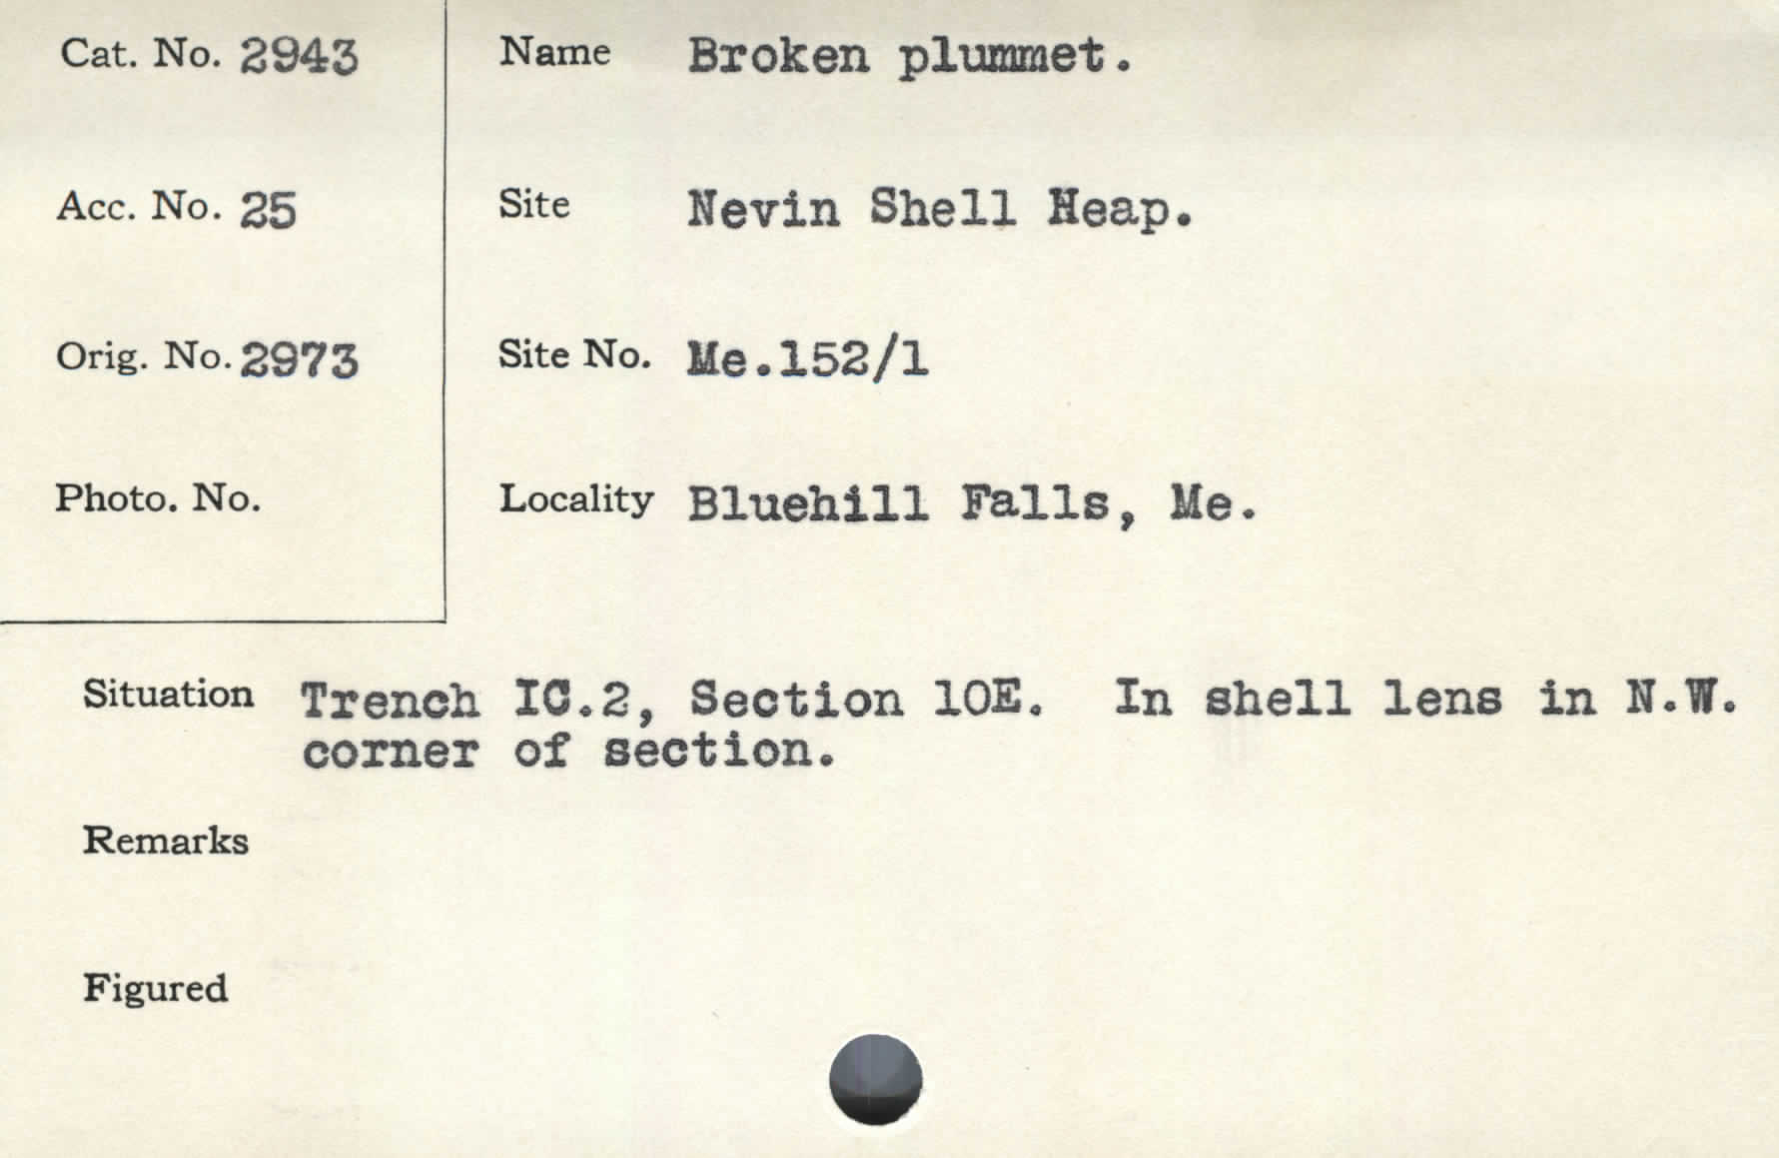 Cat. No. 2943
Name Broken plummet.
Acc. No. 25
Site Nevin Shell Heap.
Orig. No. 2973
Site No. Me.152/1
Photo. No.
Locality Bluehill Falls, Me.
Situation Trench IC.2, Section 10E. In shell lens in N.W.
corner of section.
Remarks
Figured